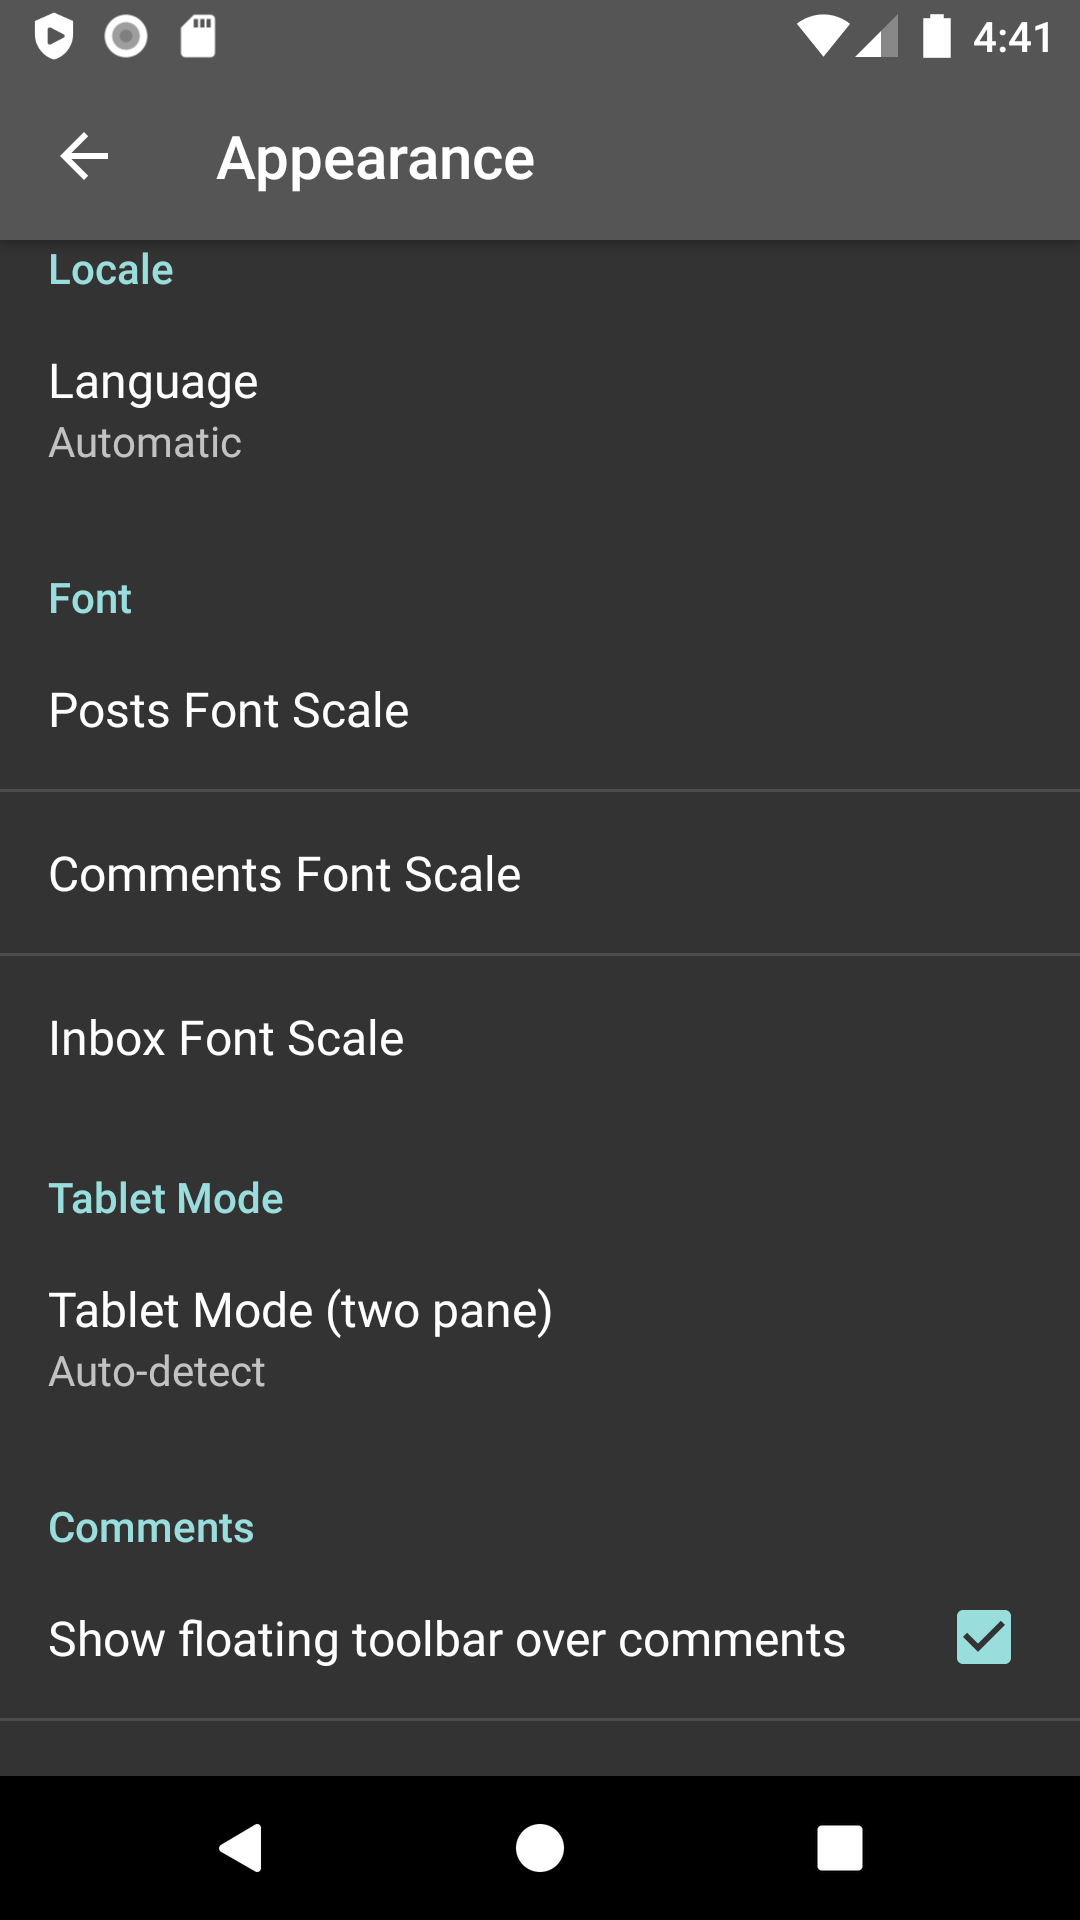 4:41
Appearance
Locale
Language
Automatic
Font
Posts Font Scale
Comments Font Scale
Inbox Font Scale
Tablet Mode
Tablet Mode (two pane)
Auto-detect
Comments
Show floating toolbar over comments